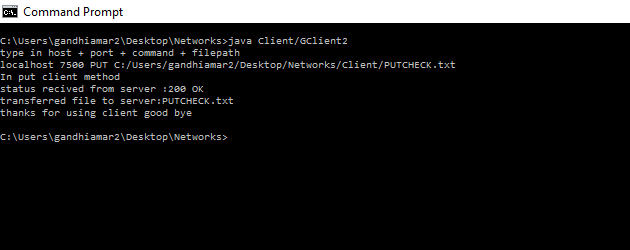 Command Prompt
C:\Users\gandhiamar2\Desktop\Networks>java Client/GClient2
type in host + port + command + filepath
localhost 7500 PUT C:/Users/gandhiamar2/Desktop/Networks/Client/PUTCHECK.txt
In put client method
status recived from server :200 OK
transferred file to server:PUTCHECK.txt
thanks for using client good bye
C:\Users\gandhiamar2\Desktop\Networks>